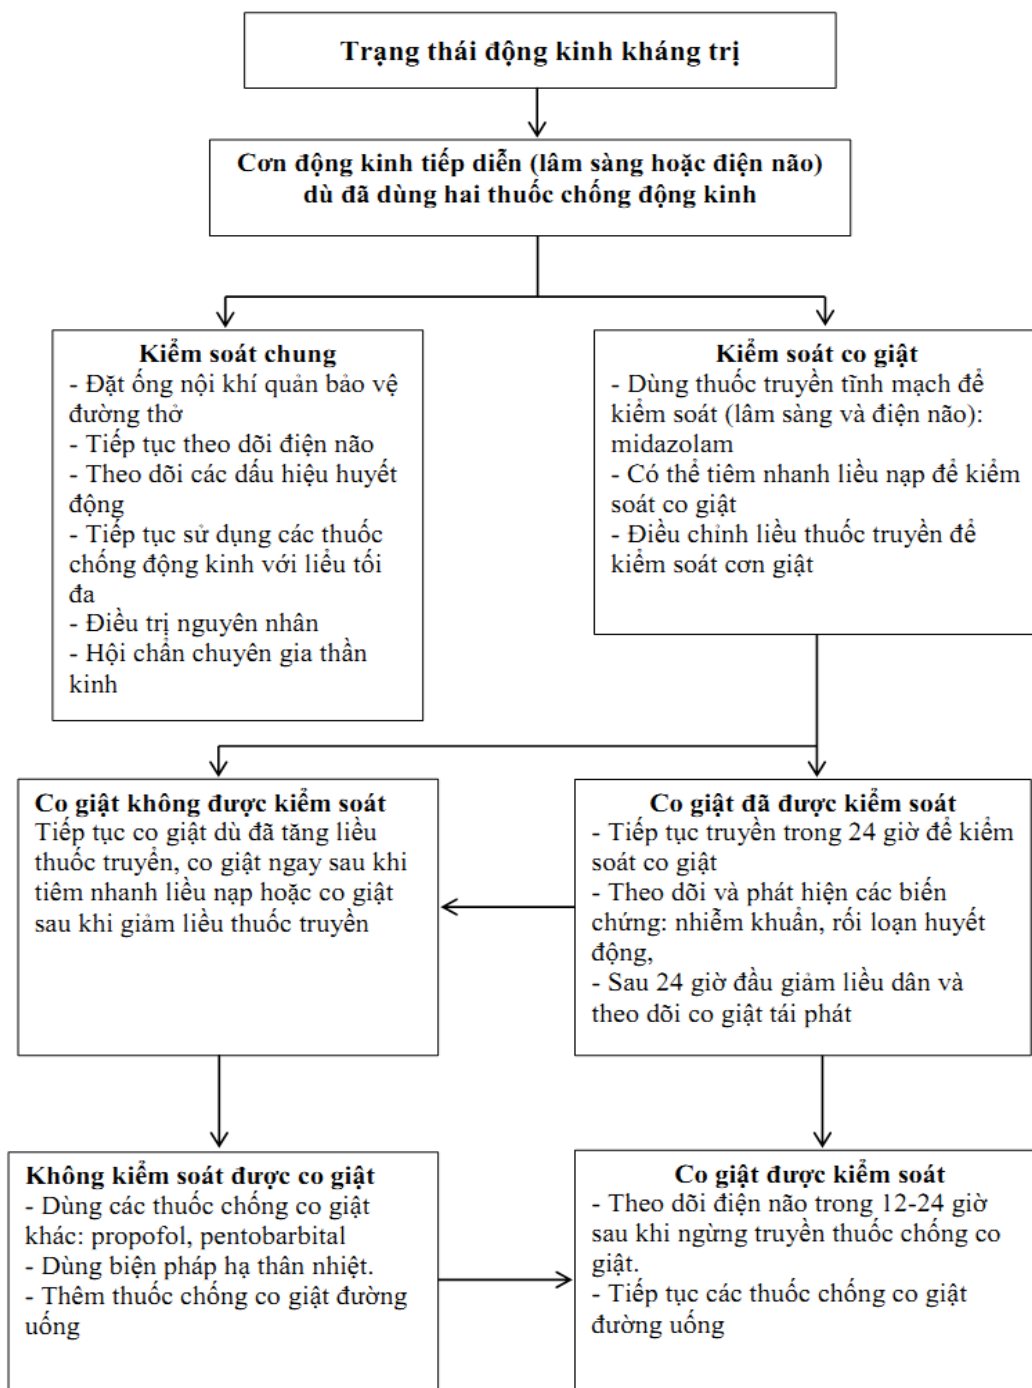 Trạng thái động kinh kháng trị
Cơn động kinh tiếp diễn (lâm sàng hoặc điện não)
dù đã dùng hai thuốc chống động kinh
Kiểm soát chung
- Đặt ống nội khí quản bảo vệ
đường thở
- Tiếp tục theo dõi điện não
- Theo dõi các dấu hiệu huyết
động
- Tiếp tục sử dụng các thuốc
chống động kinh với liều tối
đa
- Điều trị nguyên nhân
- Hội chẩn chuyên gia thần
kinh
Kiểm soát co giật
- Dùng thuốc truyền tĩnh mạch để
kiểm soát (lâm sàng và điện não):
midazolam
- Có thể tiêm nhanh liều nạp để kiểm
soát co giật
- Điều chỉnh liều thuốc truyền để
kiểm soát cơn giật
Co giật không được kiểm soát
Tiếp tục co giật dù đã tăng liều
thuốc truyền, co giật ngay sau khi
tiêm nhanh liều nạp hoặc co giật
sau khi giảm liều thuốc truyền
Co giật đã được kiểm soát
- Tiếp tục truyền trong 24 giờ để kiểm
soát co giật
- Theo dõi và phát hiện các biến
chứng: nhiễm khuẩn, rối loạn huyết
động,
- Sau 24 giờ đầu giảm liều dân và
theo dõi co giật tái phát
Không kiểm soát được co giật
- Dùng các thuốc chống co giật
khác: propofol, pentobarbital
- Dùng biện pháp hạ thân nhiệt.
- Thêm thuốc chống co giật đường
uống
Co giật được kiểm soát
- Theo dõi điện não trong 12-24 giờ
sau khi ngừng truyền thuốc chống co
giật.
- Tiếp tục các thuốc chống co giật
đường uống